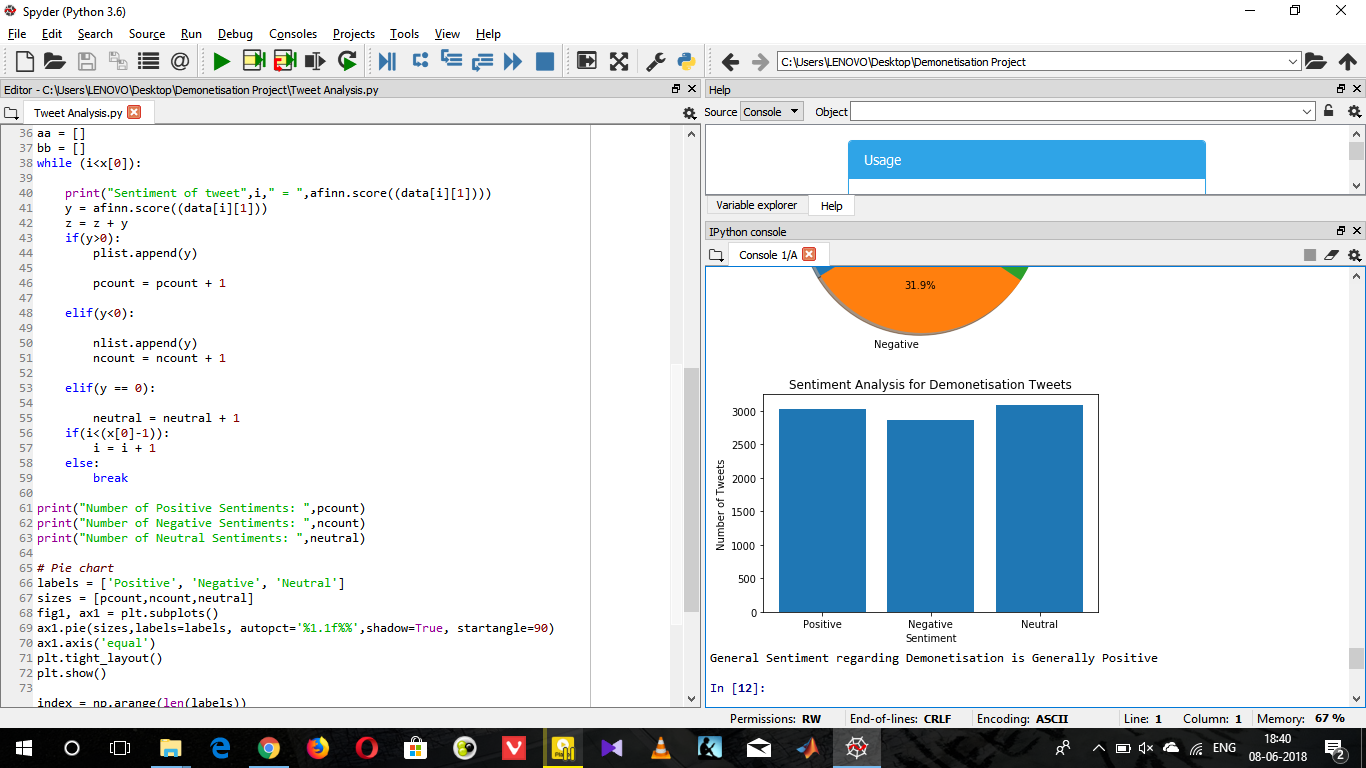 Spyder (Python 3.6)
File Edit Search Source Run Debug Consoles Projects Tools View Help
C:\Users\LENOVO\Desktop\Demonetisation Project
Editor - C:\Users\LENOVO\Desktop\Demonetisation Project\Tweet Analysis.py
Tweet Analysis.py
36 aa = []
37 bb = []
38 while (i<x[0]):
39
40     print("Sentiment of tweet",i," = ",afinn.score((data[i][1])))
41     y = afinn.score((data[i][1]))
42     z = z + y
43     if(y>0):
44         plist.append(y)
45
46         pcount = pcount + 1
47
48     elif(y<0):
49
50         nlist.append(y)
51         ncount = ncount + 1
52
53     elif(y == 0):
54
55         neutral = neutral + 1
56     if(i<(x[0]-1)):
57         i = i + 1
58     else:
59         break
60
61 print("Number of Positive Sentiments: ",pcount)
62 print("Number of Negative Sentiments: ",ncount)
63 print("Number of Neutral Sentiments: ",neutral)
64
65 # Pie chart
66 labels = ['Positive', 'Negative', 'Neutral']
67 sizes = [pcount,ncount,neutral]
68 fig1, ax1 = plt.subplots()
69 ax1.pie(sizes,labels=labels, autopct='%1.1f%%',shadow=True, startangle=90)
70 ax1.axis('equal')
71 plt.tight_layout()
72 plt.show()
73
index = np.arange(len(labels))
Help
Source Console Object
Usage
Variable explorer Help
IPython console
Console 1/A
31.9%
Negative
Sentiment Analysis for Demonetisation Tweets
Number of Tweets
3000
2500
2000
1500
1000
500
0
Positive Negative Neutral
Sentiment
General Sentiment regarding Demonetisation is Generally Positive
In [12]:
Permissions: RW End-of-lines: CRLF Encoding: ASCII Line: 1 Column: 1 Memory: 67 %
ENG
18:40
08-06-2018
2